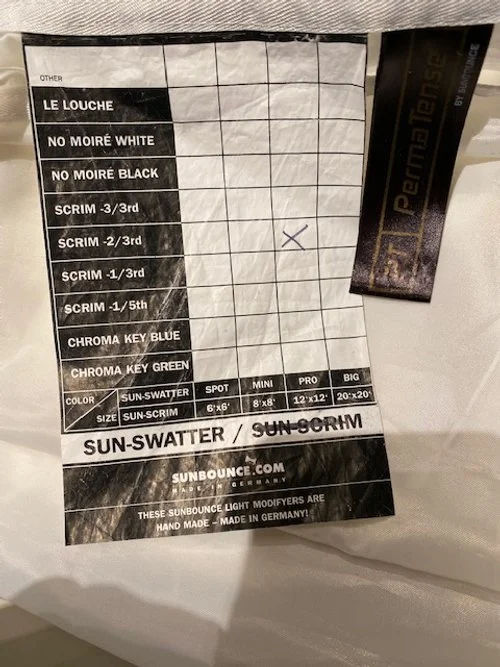 OTHER
LE LOUCHE
NO MOIRÉ WHITE
NO MOIRÉ BLACK
SCRIM -3/3rd
SCRIM -2/3rd X
SCRIM -1/3rd
SCRIM -1/5th
CHROMA KEY BLUE
CHROMA KEY GREEN
COLOR SUN-SWATTER SPOT MINI PRO BIG
SIZE SUN-SCRIM 6'x6' 8'x8' 12'x12' 20'x20'
SUN-SWATTER / SUN-SCRIM
SUNBOUNCE.COM
MADE IN GERMANY
THESE SUNBOUNCE LIGHT MODIFYERS ARE
HAND MADE – MADE IN GERMANY!
PT PermaTense
BY SUNBOUNCE